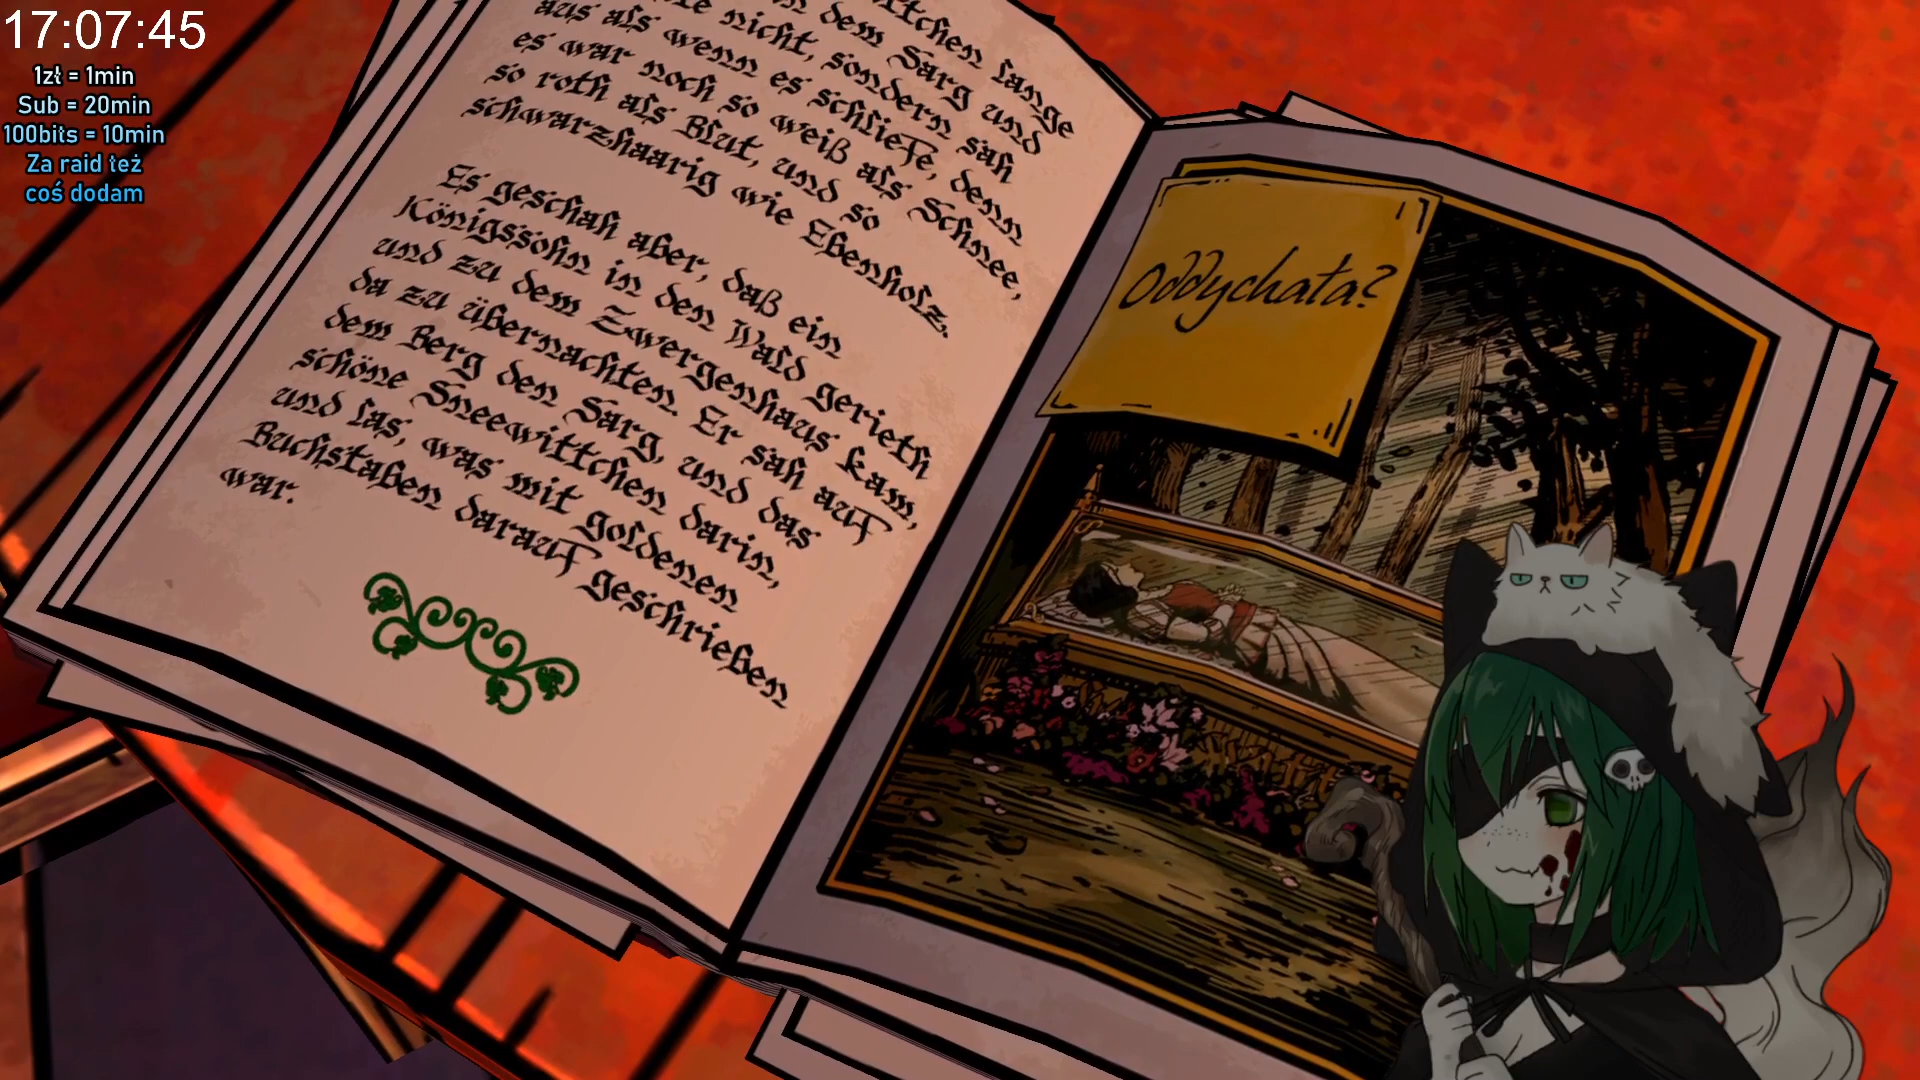 17:07:45
1zł = 1min
Sub = 20min
100bits = 10min
Za raid też
coś dodam
lange
dem Sarg und
nicht, sondern sah
aus als wenn es schliefe, denn
es war noch so weiß als Schnee,
so roth als Blut, und so
schwarzhaarig wie Ebenholz.
Es geschah aber, daß ein
Königssohn in den Wald gerieth
und zu dem Zwergenhaus kam,
da zu übernachten. Er sah auf
dem Berg den Sarg, und das
schöne Sneewittchen darin,
und las, was mit goldenen
Buchstaben darauf geschrieben
war.
Oddychała?